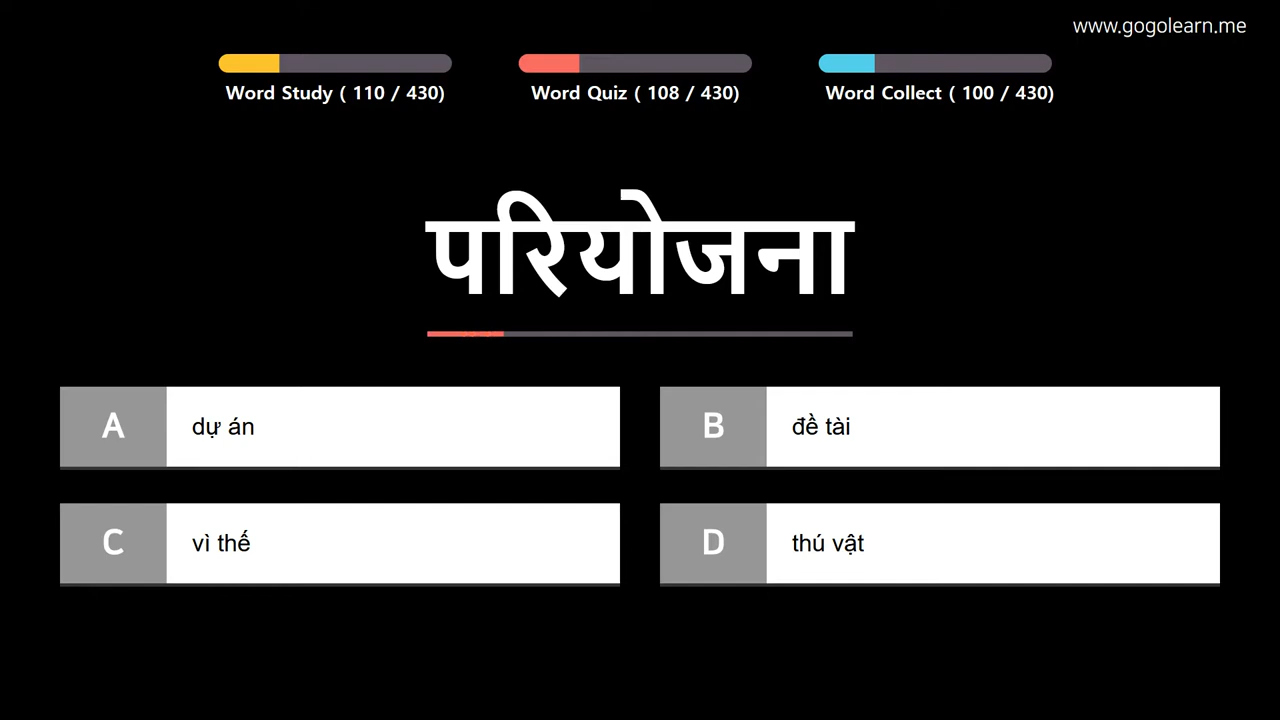 www.gogolearn.me
Word Study ( 110 / 430)
Word Quiz ( 108 / 430)
Word Collect ( 100 / 430)
परियोजना
A
dự án
B
đề tài
C
vì thế
D
thú vật